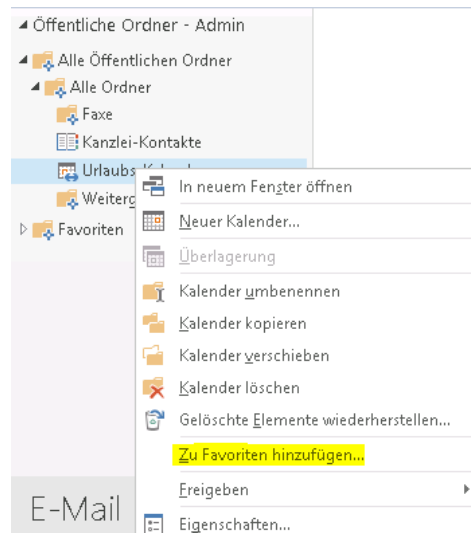 Öffentliche Ordner - Admin
Alle Öffentlichen Ordner
Alle Ordner
Faxe
Kanzlei-Kontakte
Urlaubs
In neuem Fenster öffnen
Favoriten
Neuer Kalender...
Überlagerung
Kalender umbenennen
Kalender kopieren
Kalender verschieben
Kalender löschen
Gelöschte Elemente wiederherstellen...
Zu Favoriten hinzufügen...
Freigeben
E-Mail
Eigenschaften...